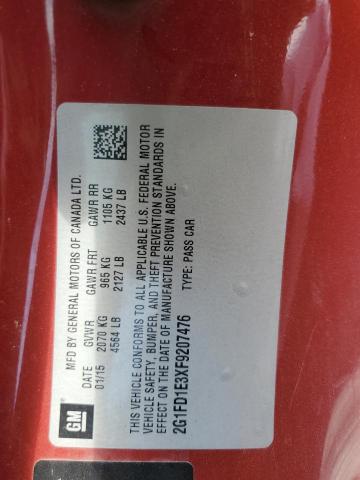 GM
MFD BY GENERAL MOTORS OF CANADA LTD.
DATE GVWR GAWR FRT GAWR RR
01/15 2070 KG 965 KG 1105 KG
4564 LB 2127 LB 2437 LB
THIS VEHICLE CONFORMS TO ALL APPLICABLE U.S. FEDERAL MOTOR
VEHICLE SAFETY, BUMPER, AND THEFT PREVENTION STANDARDS IN
EFFECT ON THE DATE OF MANUFACTURE SHOWN ABOVE.
2G1FD1E3XF9207476 TYPE: PASS CAR